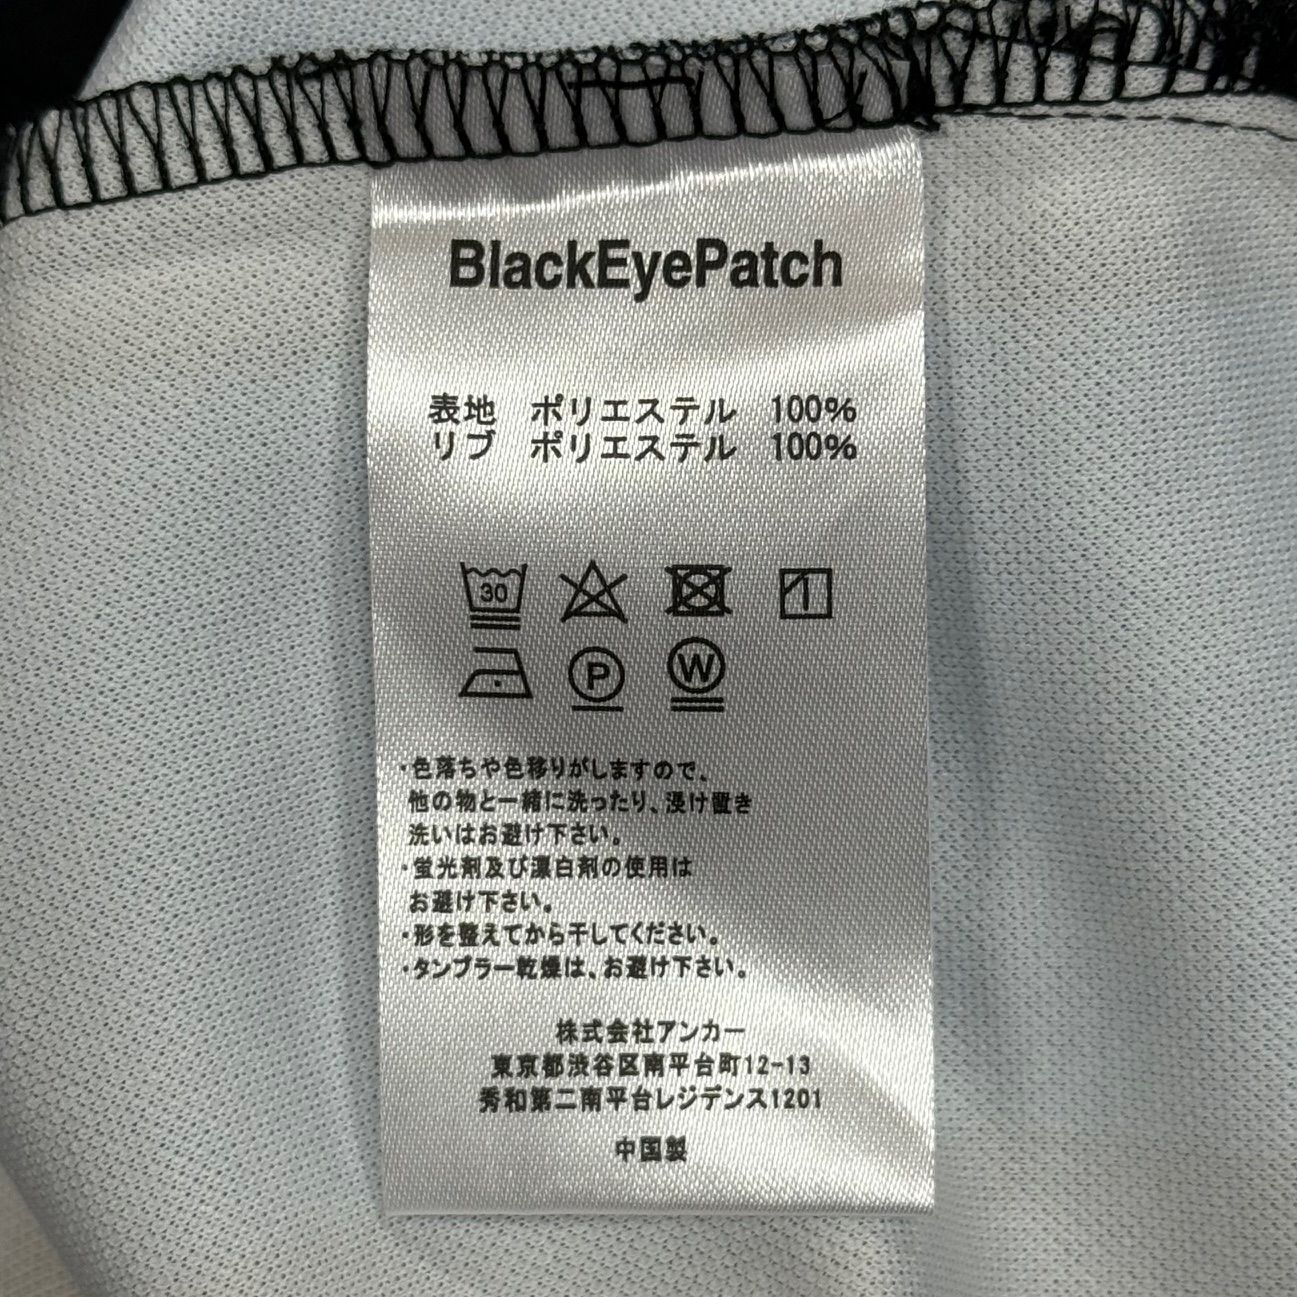 BlackEyePatch
表地 ポリエステル 100%
リブ ポリエステル 100%
30
P W
・色落ちや色移りがしますので、
他の物と一緒に洗ったり、浸け置き
洗いはお避け下さい。
・蛍光剤及び漂白剤の使用は
お避け下さい。
・形を整えてから干してください。
・タンブラー乾燥は、お避け下さい。
株式会社アンカー
東京都渋谷区南平台町12-13
秀和第二南平台レジデンス1201
中国製